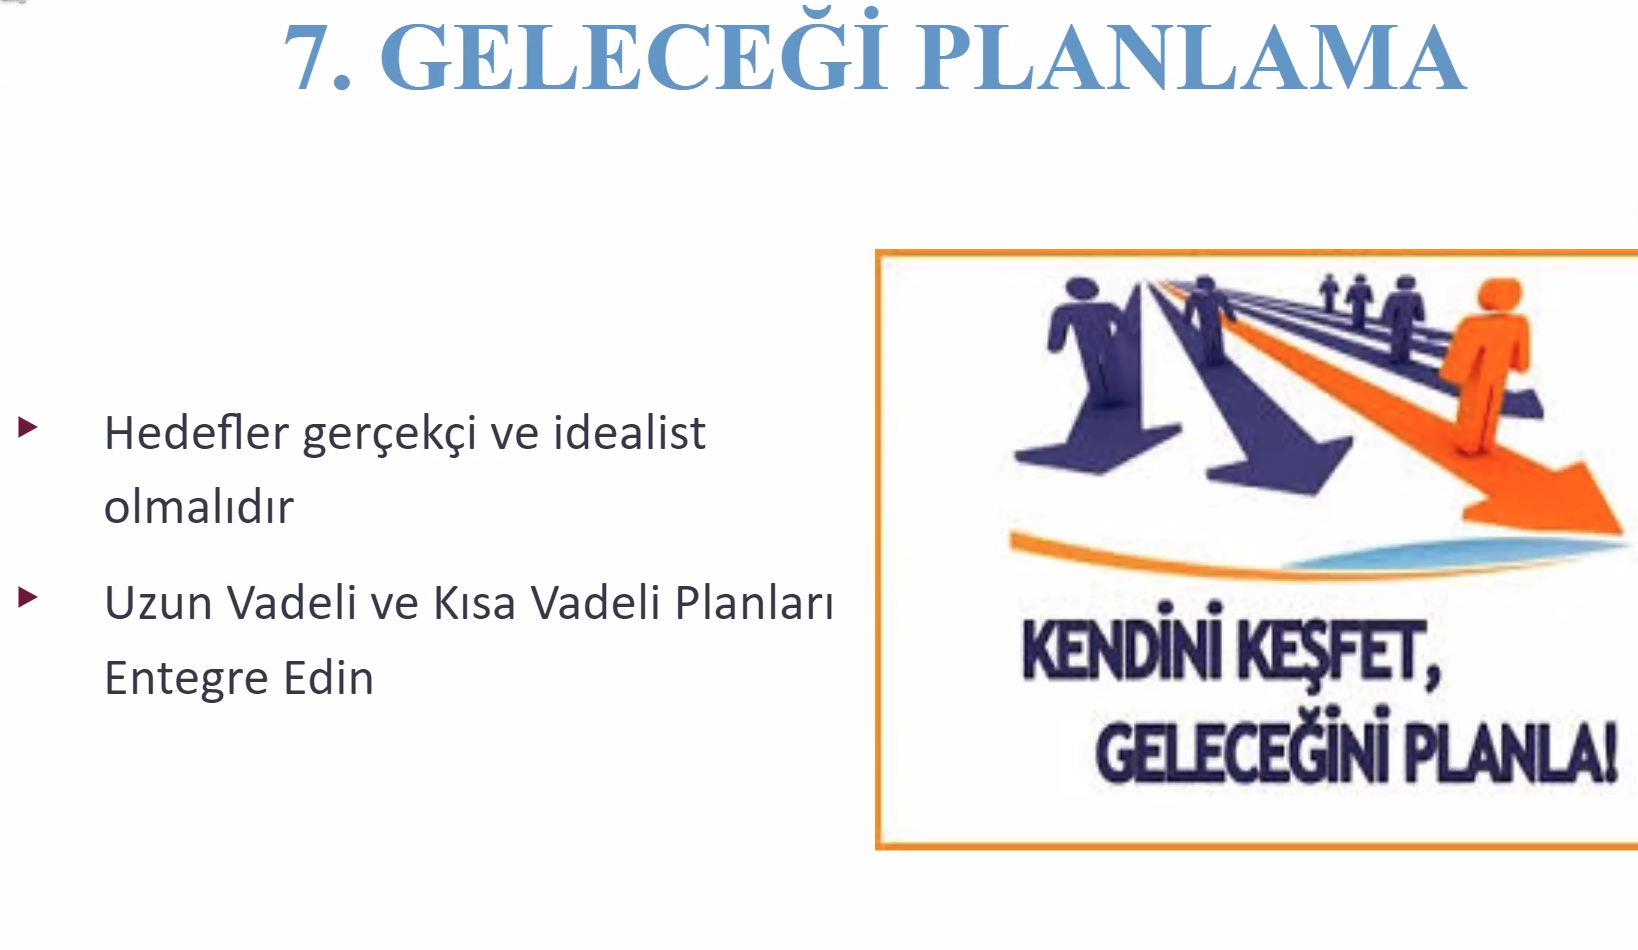 7. GELECEĞİ PLANLAMA
Hedefler gerçekçi ve idealist
olmalıdır
Uzun Vadeli ve Kısa Vadeli Planları
Entegre Edin
KENDİNİ KEŞFET,
GELECEĞİNİ PLANLA!